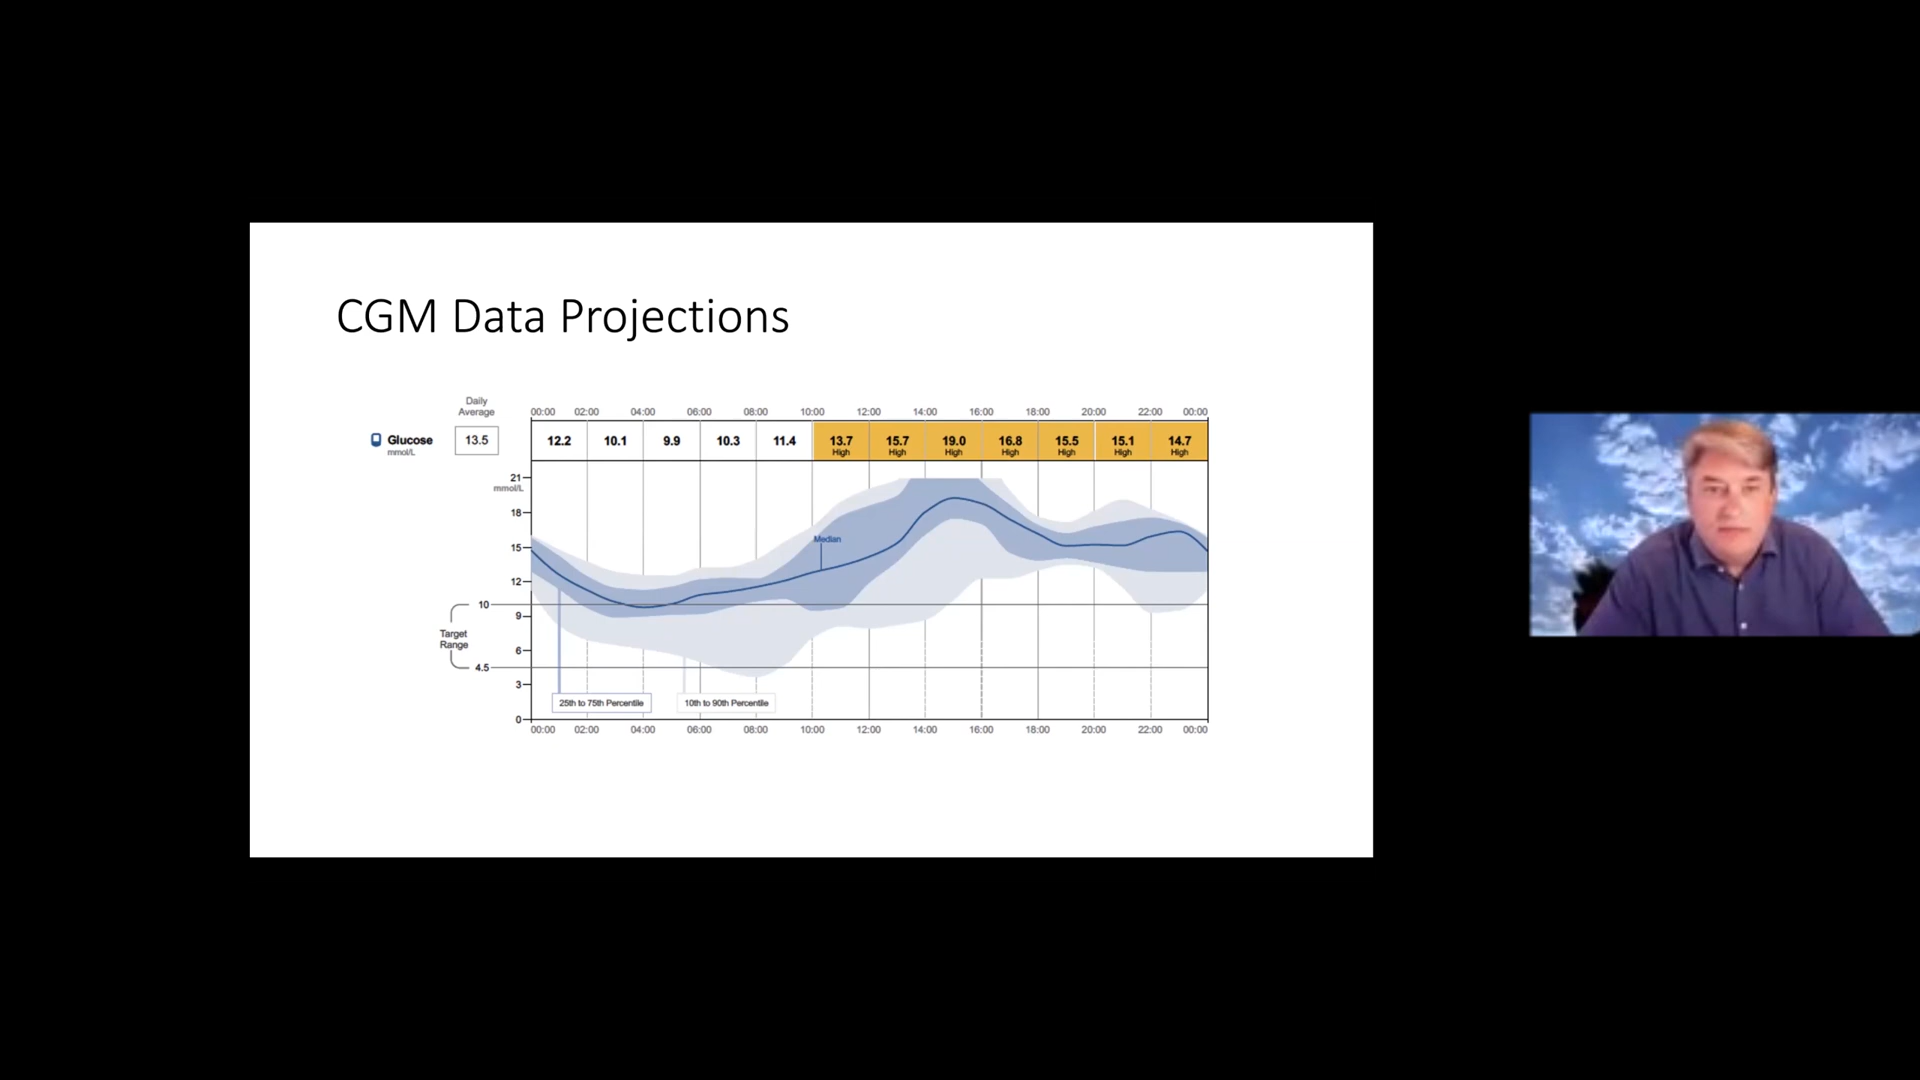 CGM Data Projections
Daily
Average
00:00 02:00 04:00 06:00 08:00 10:00 12:00 14:00 16:00 18:00 20:00 22:00 00:00
Glucose 13.5 12.2 10.1 9.9 10.3 11.4 13.7 15.7 19.0 16.8 15.5 15.1 14.7
mmol/L High High High High High High High
21
mmol/L
18
Median
15
12
10
9
Target
Range
6
4.5
3
25th to 75th Percentile 10th to 90th Percentile
0
00:00 02:00 04:00 06:00 08:00 10:00 12:00 14:00 16:00 18:00 20:00 22:00 00:00